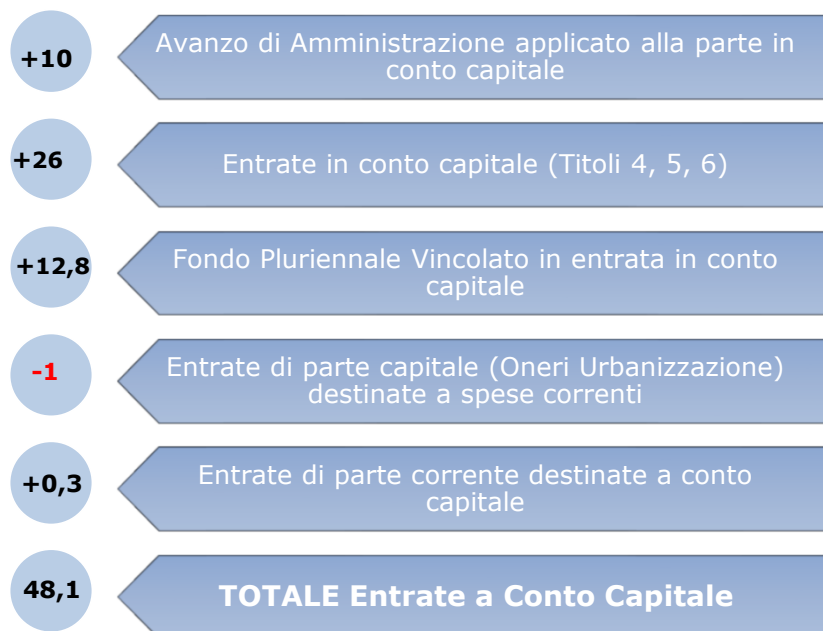 +10
Avanzo di Amministrazione applicato alla parte in
conto capitale
+26
Entrate in conto capitale (Titoli 4, 5, 6)
+12,8
Fondo Pluriennale Vincolato in entrata in conto
capitale
-1
Entrate di parte capitale (Oneri Urbanizzazione)
destinate a spese correnti
+0,3
Entrate di parte corrente destinate a conto
capitale
48,1
TOTALE Entrate a Conto Capitale